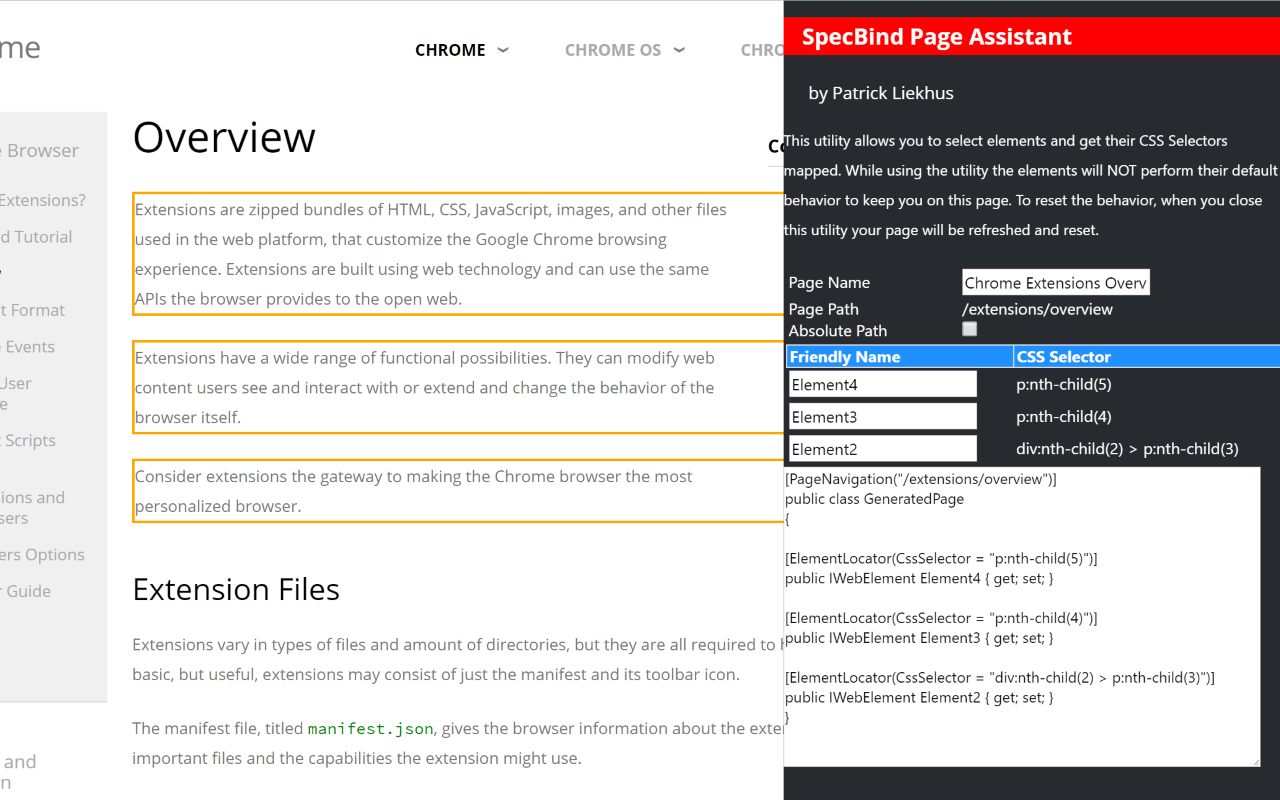 me
CHROME
CHROME OS
CHRO
Browser
Extensions?
d Tutorial
t Format
e Events
User
e
t Scripts
ions and
sers
ers Options
r Guide
and
n
Overview
Co
Extensions are zipped bundles of HTML, CSS, JavaScript, images, and other files
used in the web platform, that customize the Google Chrome browsing
experience. Extensions are built using web technology and can use the same
APIs the browser provides to the open web.
Extensions have a wide range of functional possibilities. They can modify web
content users see and interact with or extend and change the behavior of the
browser itself.
Consider extensions the gateway to making the Chrome browser the most
personalized browser.
Extension Files
Extensions vary in types of files and amount of directories, but they are all required to h
basic, but useful, extensions may consist of just the manifest and its toolbar icon.
The manifest file, titled manifest.json, gives the browser information about the exte
important files and the capabilities the extension might use.
SpecBind Page Assistant
by Patrick Liekhus
This utility allows you to select elements and get their CSS Selectors
mapped. While using the utility the elements will NOT perform their default
behavior to keep you on this page. To reset the behavior, when you close
this utility your page will be refreshed and reset.
Page Name Chrome Extensions Overv
Page Path /extensions/overview
Absolute Path
Friendly Name CSS Selector
Element4 p:nth-child(5)
Element3 p:nth-child(4)
Element2 div:nth-child(2) > p:nth-child(3)
[PageNavigation("/extensions/overview")]
public class GeneratedPage
{
[ElementLocator(CssSelector = "p:nth-child(5)")]
public IWebElement Element4 { get; set; }
[ElementLocator(CssSelector = "p:nth-child(4)")]
public IWebElement Element3 { get; set; }
[ElementLocator(CssSelector = "div:nth-child(2) > p:nth-child(3)")]
public IWebElement Element2 { get; set; }
}